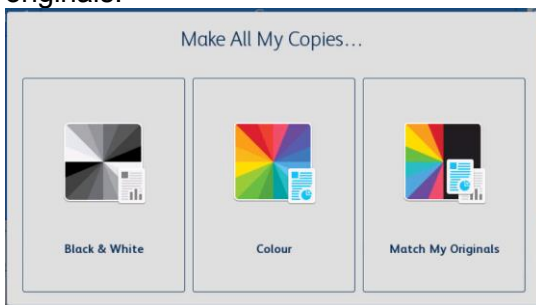 originals.
Make All My Copies...
Black & White
Colour
Match My Originals